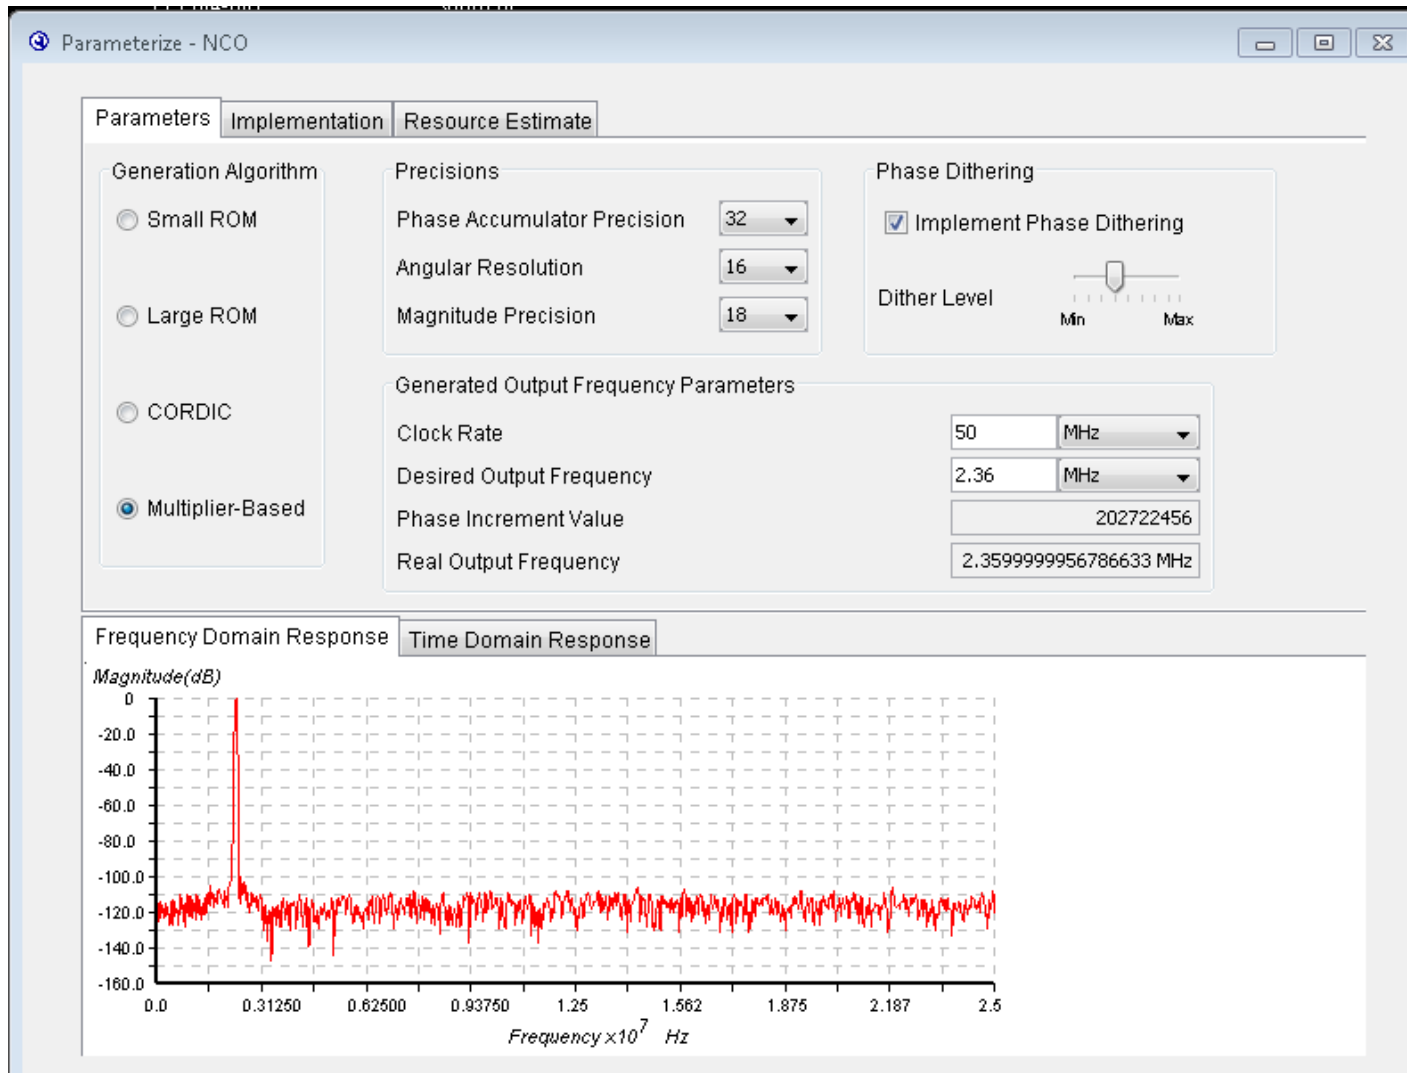 Parameterize - NCO
Parameters Implementation Resource Estimate
Generation Algorithm
Small ROM
Large ROM
CORDIC
Multiplier-Based
Precisions
Phase Accumulator Precision 32
Angular Resolution 16
Magnitude Precision 18
Phase Dithering
Implement Phase Dithering
Dither Level
Min Max
Generated Output Frequency Parameters
Clock Rate 50 MHz
Desired Output Frequency 2.36 MHz
Phase Increment Value 202722456
Real Output Frequency 2.3599999956786633 MHz
Frequency Domain Response Time Domain Response
Magnitude(dB)
0
-20.0
-40.0
-60.0
-80.0
-100.0
-120.0
-140.0
-160.0
0.0 0.31250 0.62500 0.93750 1.25 1.562 1.875 2.187 2.5
Frequency x10^7 Hz